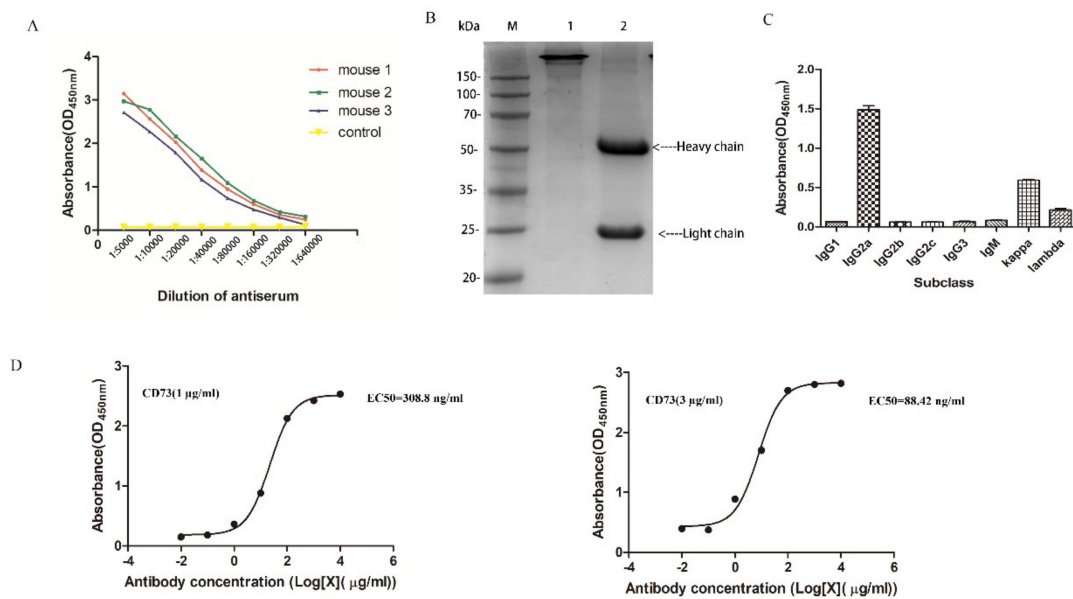 A
Absorbance(OD450nm)
4
3
2
1
0
0
1:5000
1:10000
1:20000
1:40000
1:80000
1:160000
1:320000
1:640000
Dilution of antiserum
mouse 1
mouse 2
mouse 3
control
B
kDa M 1 2
150-
100-
70-
50-
35-
25-
20-
<----Heavy chain
<----Light chain
C
Absorbance(OD450nm)
2.0
1.5
1.0
0.5
0.0
IgG1
IgG2a
IgG2b
IgG2c
IgG3
IgM
kappa
lambda
Subclass
D
Absorbance(OD450nm)
3
2
1
0
CD73(1 μg/ml)
EC50=308.8 ng/ml
-4 -2 0 2 4 6
Antibody concentration (Log[X]( μg/ml))
Absorbance(OD450nm)
3
2
1
0
CD73(3 μg/ml)
EC50=88.42 ng/ml
-4 -2 0 2 4 6
Antibody concentration (Log[X]( μg/ml))